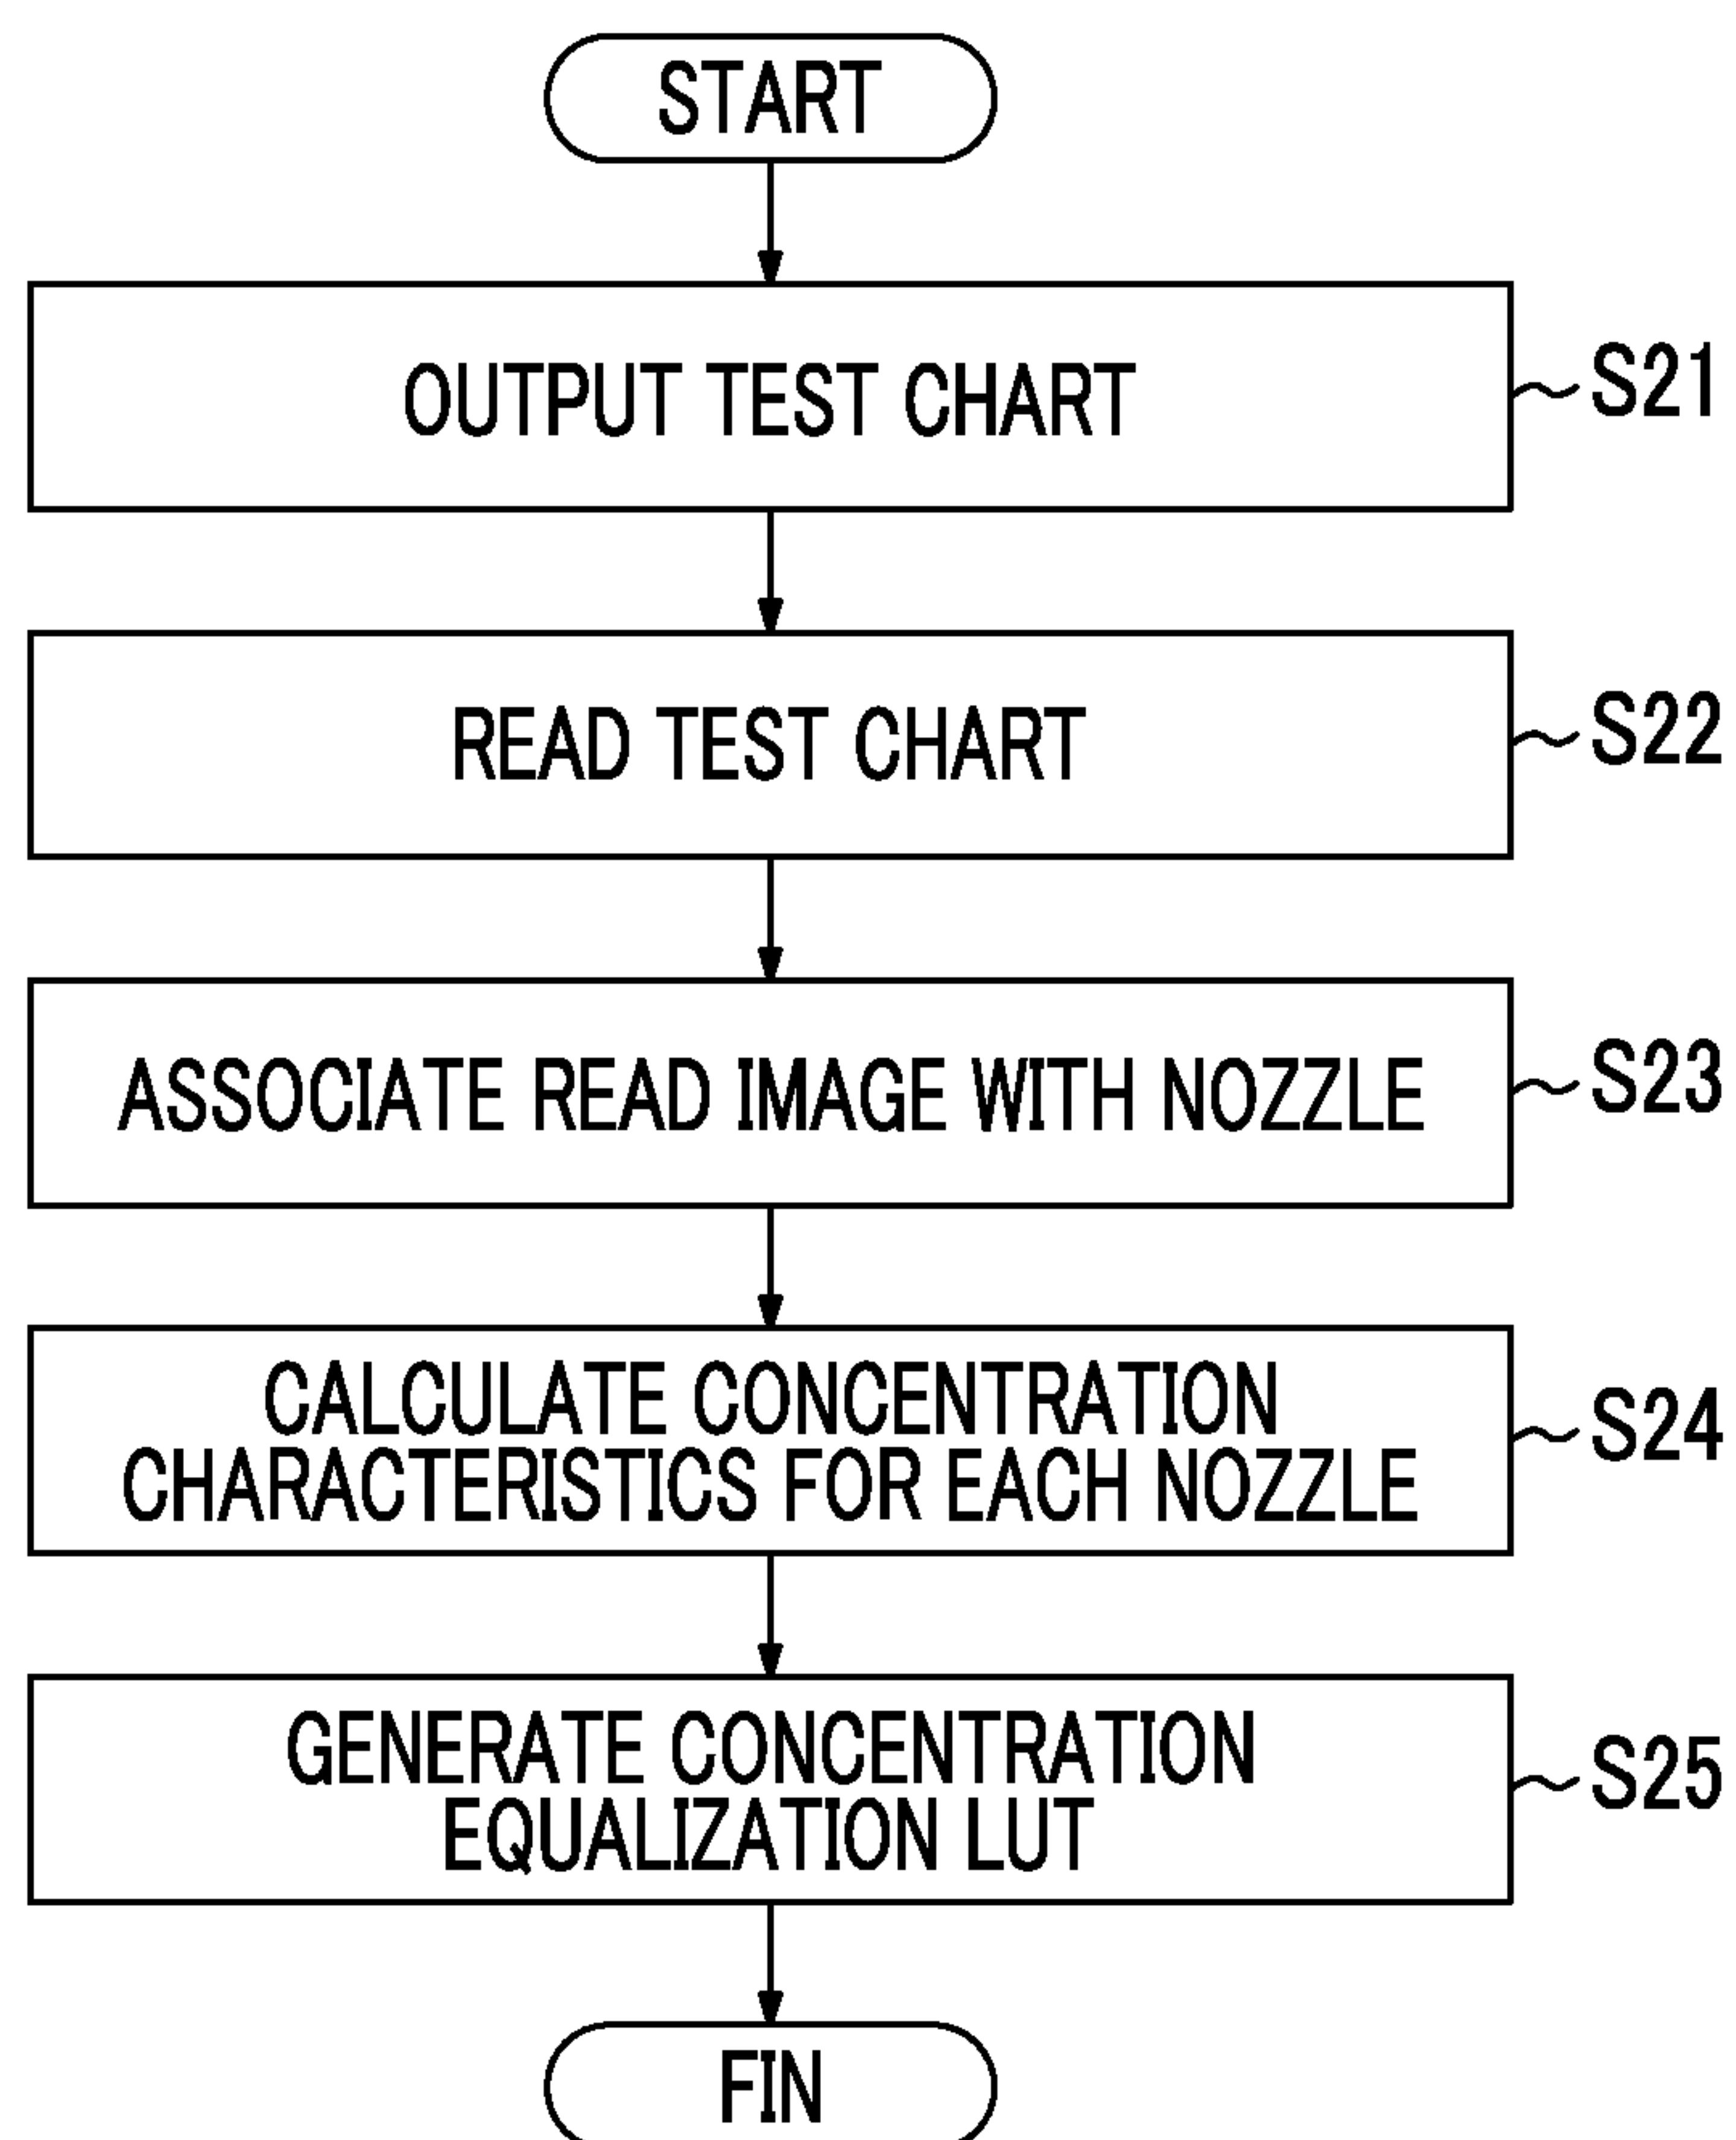 START
OUTPUT TEST CHART
S21
READ TEST CHART
S22
ASSOCIATE READ IMAGE WITH NOZZLE
S23
CALCULATE CONCENTRATION
CHARACTERISTICS FOR EACH NOZZLE
S24
GENERATE CONCENTRATION
EQUALIZATION LUT
S25
FIN